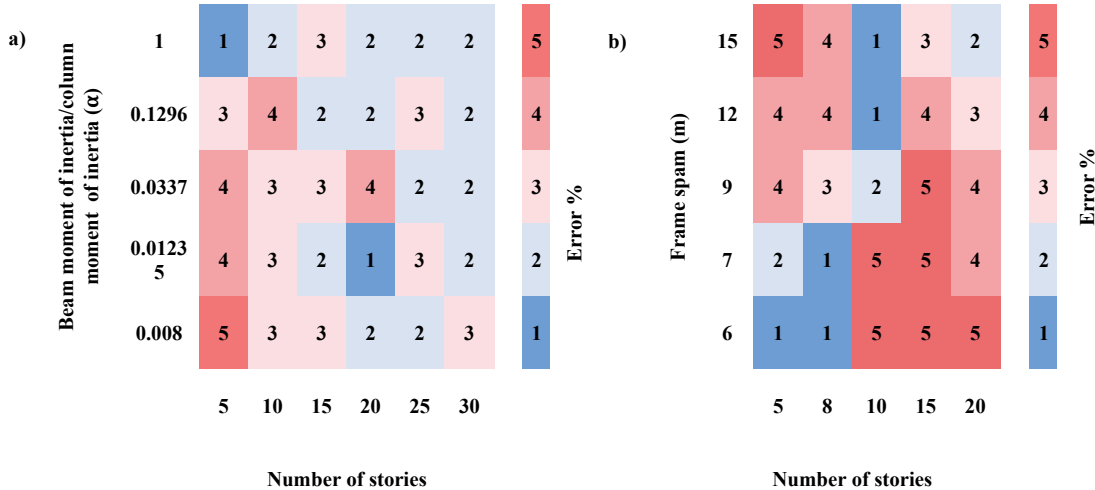 a)
Beam moment of inertia/column
moment of inertia (α)
1 1 2 3 2 2 2
0.1296 3 4 2 2 3 2
0.0337 4 3 3 4 2 2
0.0123
5 4 3 2 1 3 2
0.008 5 3 3 2 2 3
5 10 15 20 25 30
Number of stories
5
4
3
2
1
Error %
b)
Frame spam (m)
15 5 4 1 3 2
12 4 4 1 4 3
9 4 3 2 5 4
7 2 1 5 5 4
6 1 1 5 5 5
5 8 10 15 20
Number of stories
5
4
3
2
1
Error %